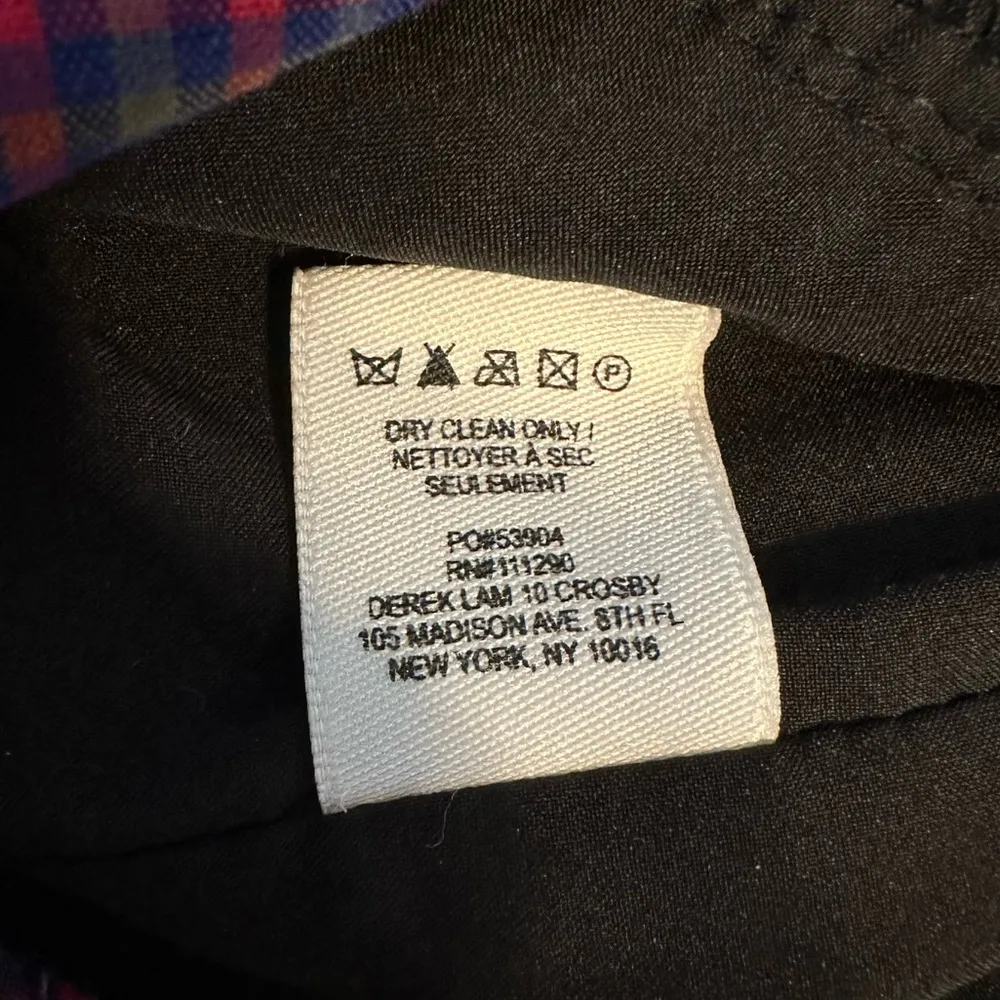 P
DRY CLEAN ONLY /
NETTOYER À SEC
SEULEMENT
PO#53904
RN#111290
DEREK LAM 10 CROSBY
105 MADISON AVE. 8TH FL
NEW YORK, NY 10016